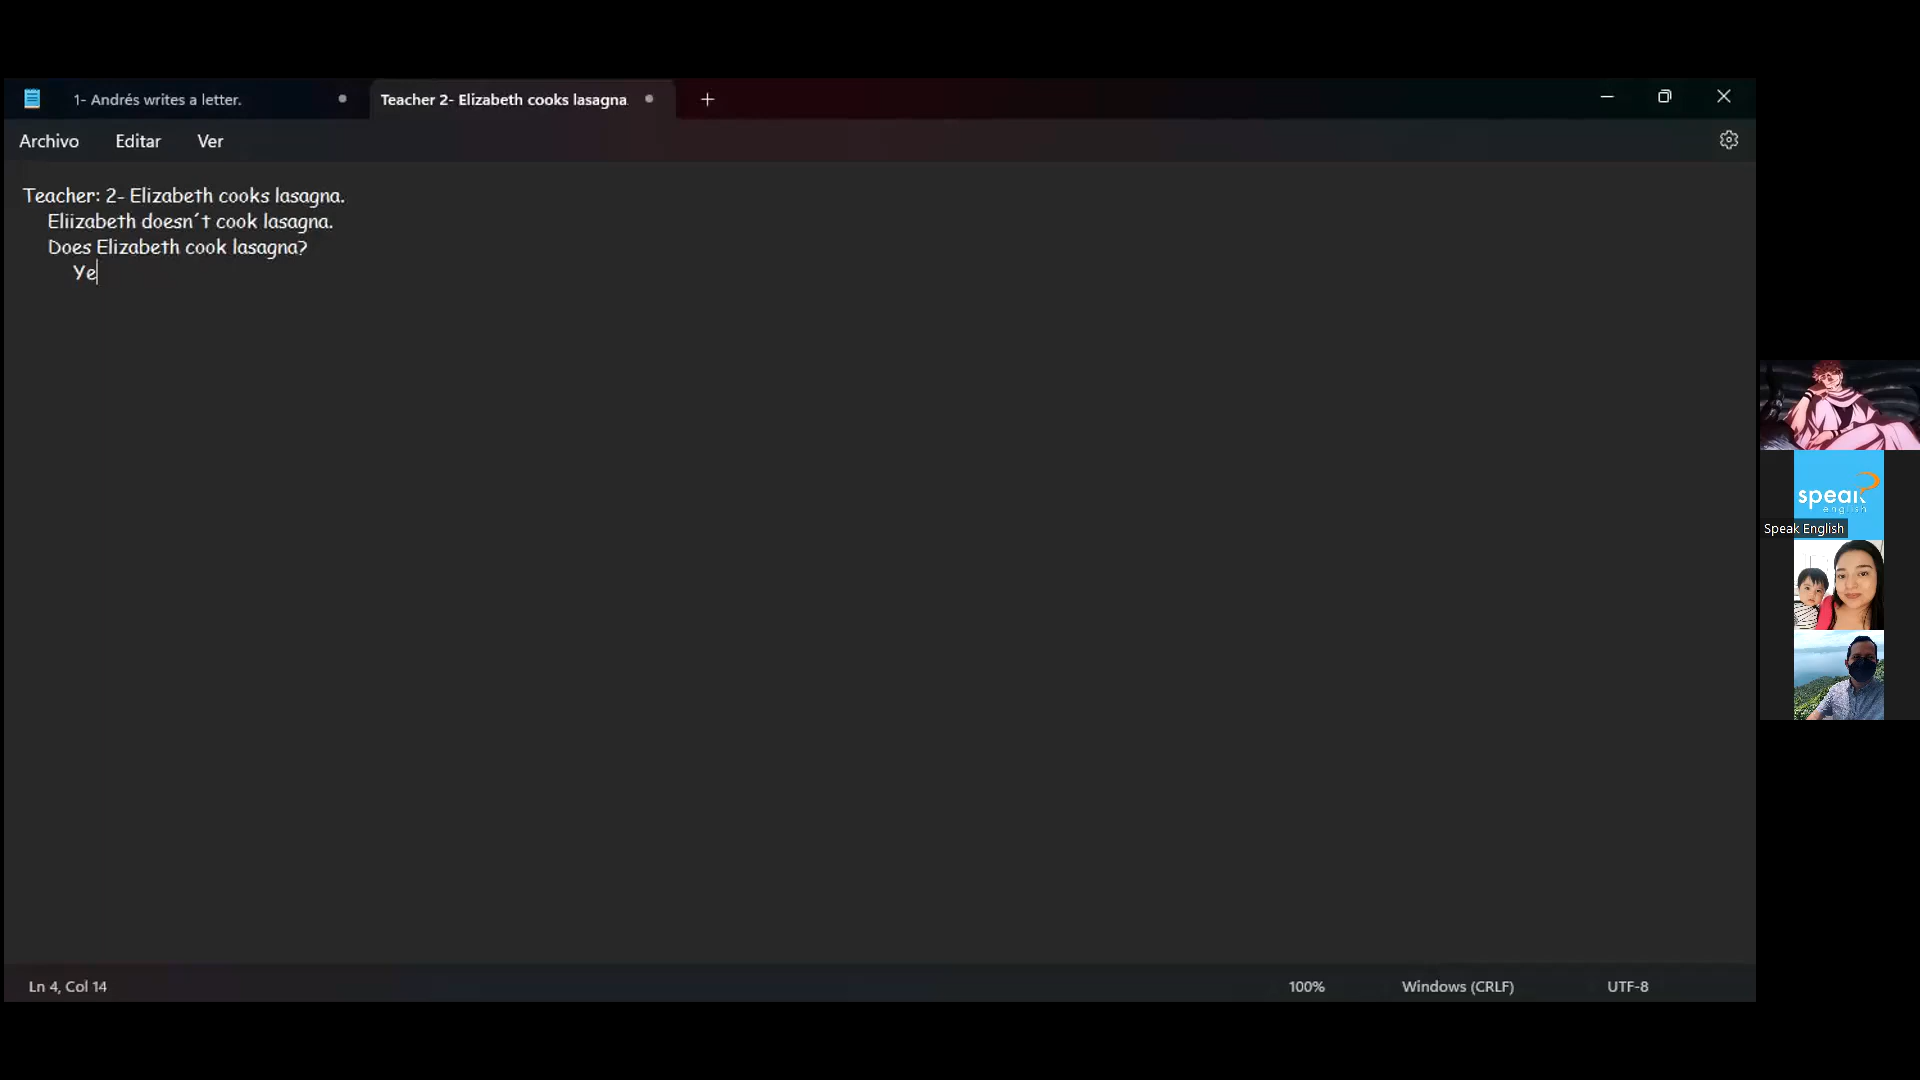 1- Andrés writes a letter.
Teacher 2- Elizabeth cooks lasagna.
Archivo Editar Ver
Teacher: 2- Elizabeth cooks lasagna.
Eliizabeth doesn´t cook lasagna.
Does Elizabeth cook lasagna?
Ye
speak
english
Speak English
Ln 4, Col 14
100%
Windows (CRLF)
UTF-8